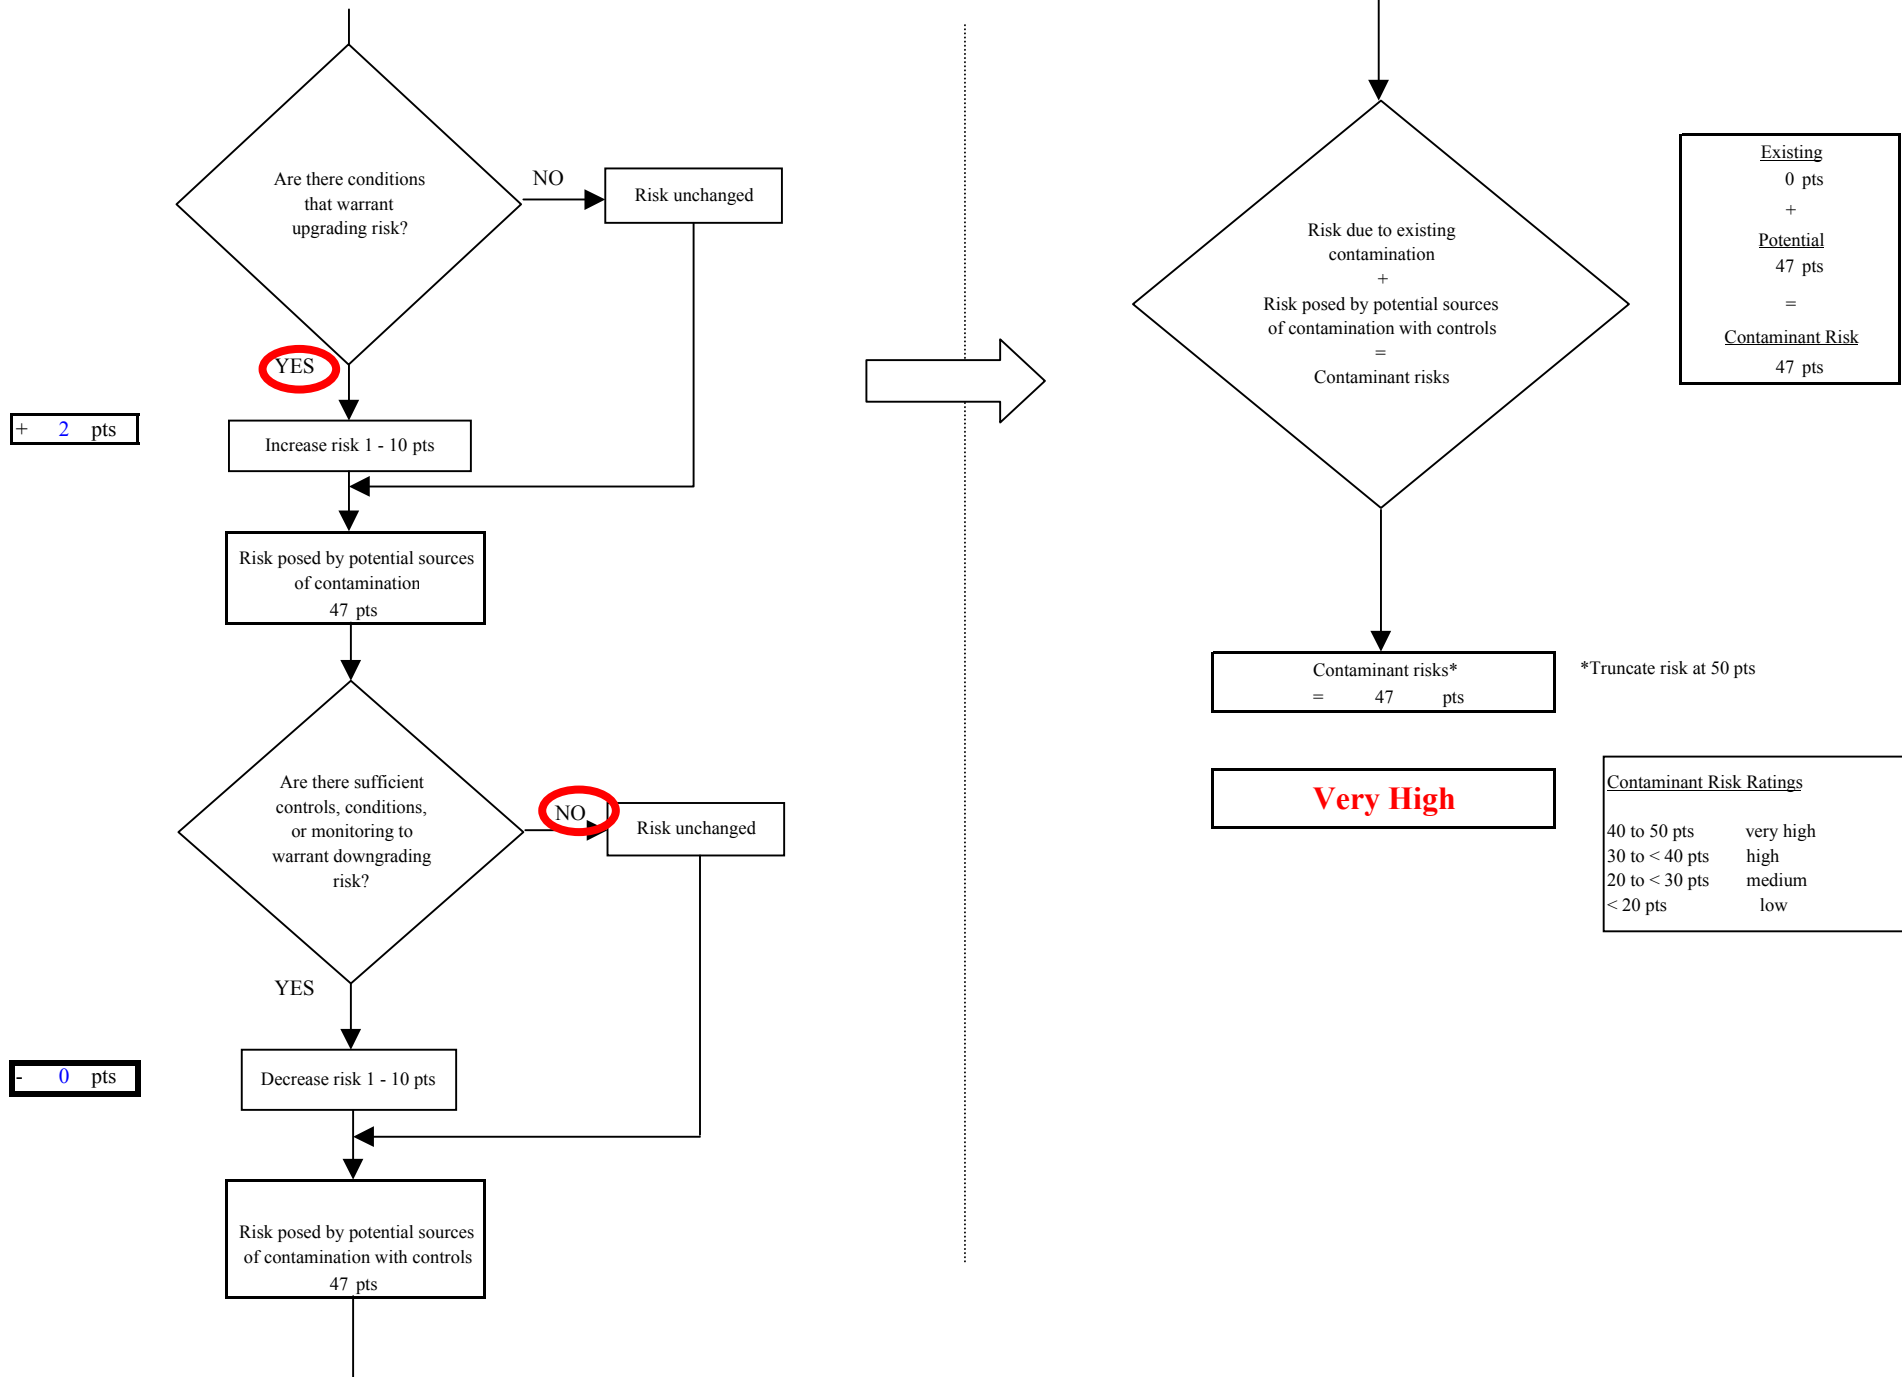 Are there conditions
that warrant
upgrading risk?
NO
Risk unchanged
YES
+ 2 pts
Increase risk 1 - 10 pts
Risk posed by potential sources
of contamination
47 pts
Are there sufficient
controls, conditions,
or monitoring to
warrant downgrading
risk?
NO
Risk unchanged
YES
- 0 pts
Decrease risk 1 - 10 pts
Risk posed by potential sources
of contamination with controls
47 pts
Risk due to existing
contamination
+
Risk posed by potential sources
of contamination with controls
=
Contaminant risks
Existing
0 pts
+
Potential
47 pts
=
Contaminant Risk
47 pts
Contaminant risks*
= 47 pts
*Truncate risk at 50 pts
Very High
Contaminant Risk Ratings
40 to 50 pts very high
30 to < 40 pts high
20 to < 30 pts medium
< 20 pts low